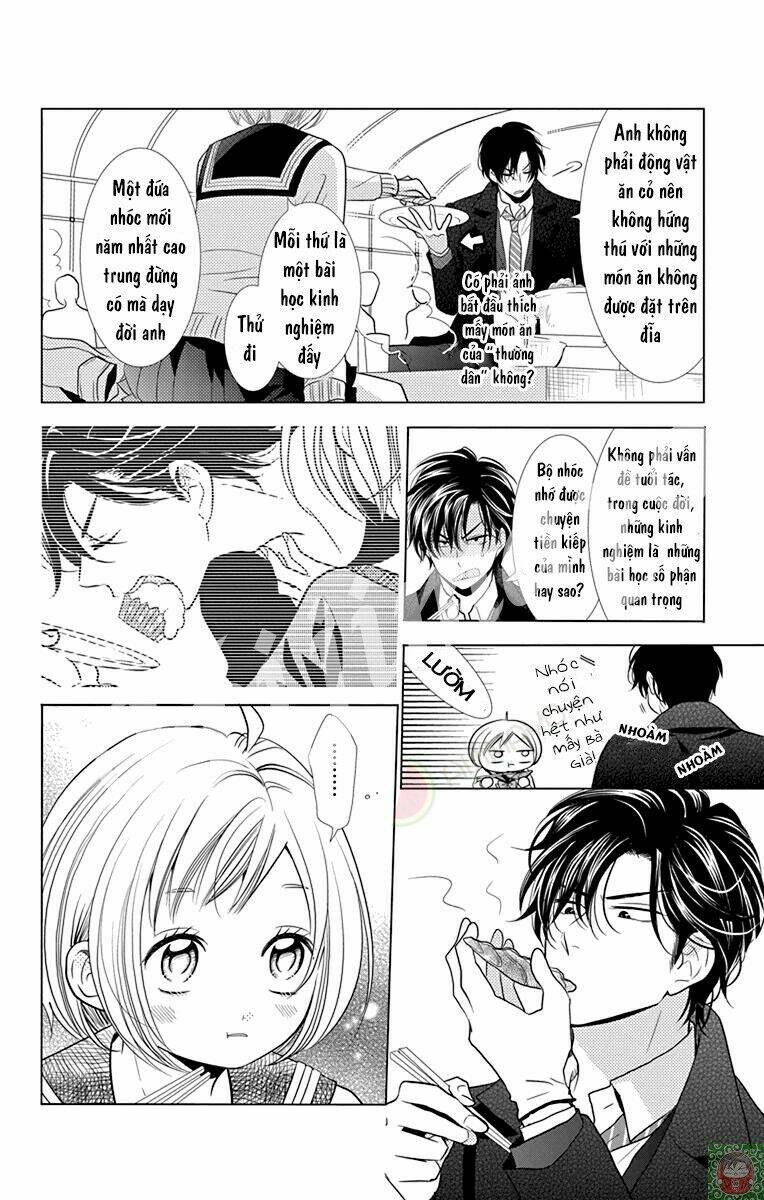 Anh không
phải động vật
ăn cỏ nên
không hứng
thú với những
món ăn không
được đặt trên
đĩa
Có phải ảnh
bắt đầu thích
mấy món ăn
của "thường
dân" không?
Mỗi thứ là
một bài
học kinh
nghiệm
đấy
Thử
đi
Một đứa
nhóc mới
năm nhất cao
trung đừng
có mà dạy
đời anh
Không phải vấn
đề tuổi tác,
trong cuộc đời,
những kinh
nghiệm là những
bài học số phận
quan trọng
Bộ nhóc
nhớ được
chuyện
tiền kiếp
của mình
hay sao?
Nhóc
nói
chuyện
hệt như
mấy Bà
Già!
LƯỜM
NHOÀM
NHOÀM
.........